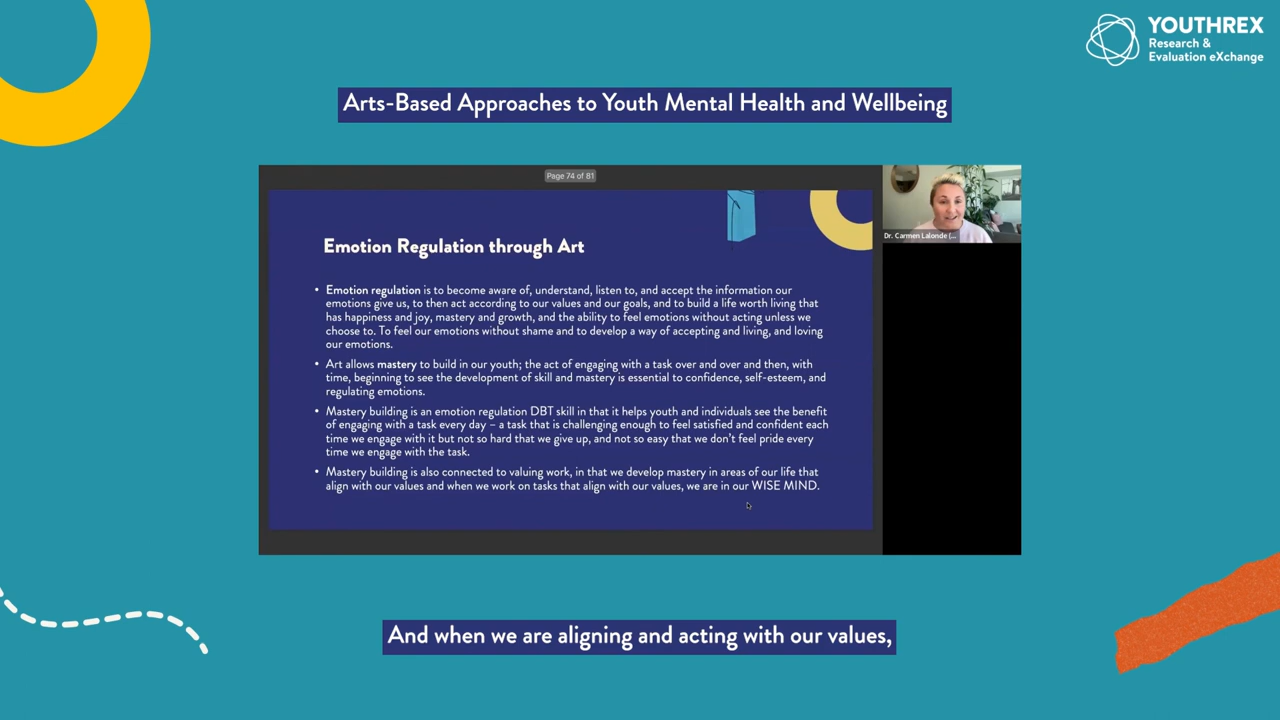 YOUTHREX
Research &
Evaluation eXchange
Arts-Based Approaches to Youth Mental Health and Wellbeing
Page 74 of 81
Dr. Carmen Lalonde (...
Emotion Regulation through Art
• Emotion regulation is to become aware of, understand, listen to, and accept the information our
emotions give us, to then act according to our values and our goals, and to build a life worth living that
has happiness and joy, mastery and growth, and the ability to feel emotions without acting unless we
choose to. To feel our emotions without shame and to develop a way of accepting and living, and loving
our emotions.
• Art allows mastery to build in our youth; the act of engaging with a task over and over and then, with
time, beginning to see the development of skill and mastery is essential to confidence, self-esteem, and
regulating emotions.
• Mastery building is an emotion regulation DBT skill in that it helps youth and individuals see the benefit
of engaging with a task every day – a task that is challenging enough to feel satisfied and confident each
time we engage with it but not so hard that we give up, and not so easy that we don't feel pride every
time we engage with the task.
• Mastery building is also connected to valuing work, in that we develop mastery in areas of our life that
align with our values and when we work on tasks that align with our values, we are in our WISE MIND.
And when we are aligning and acting with our values,